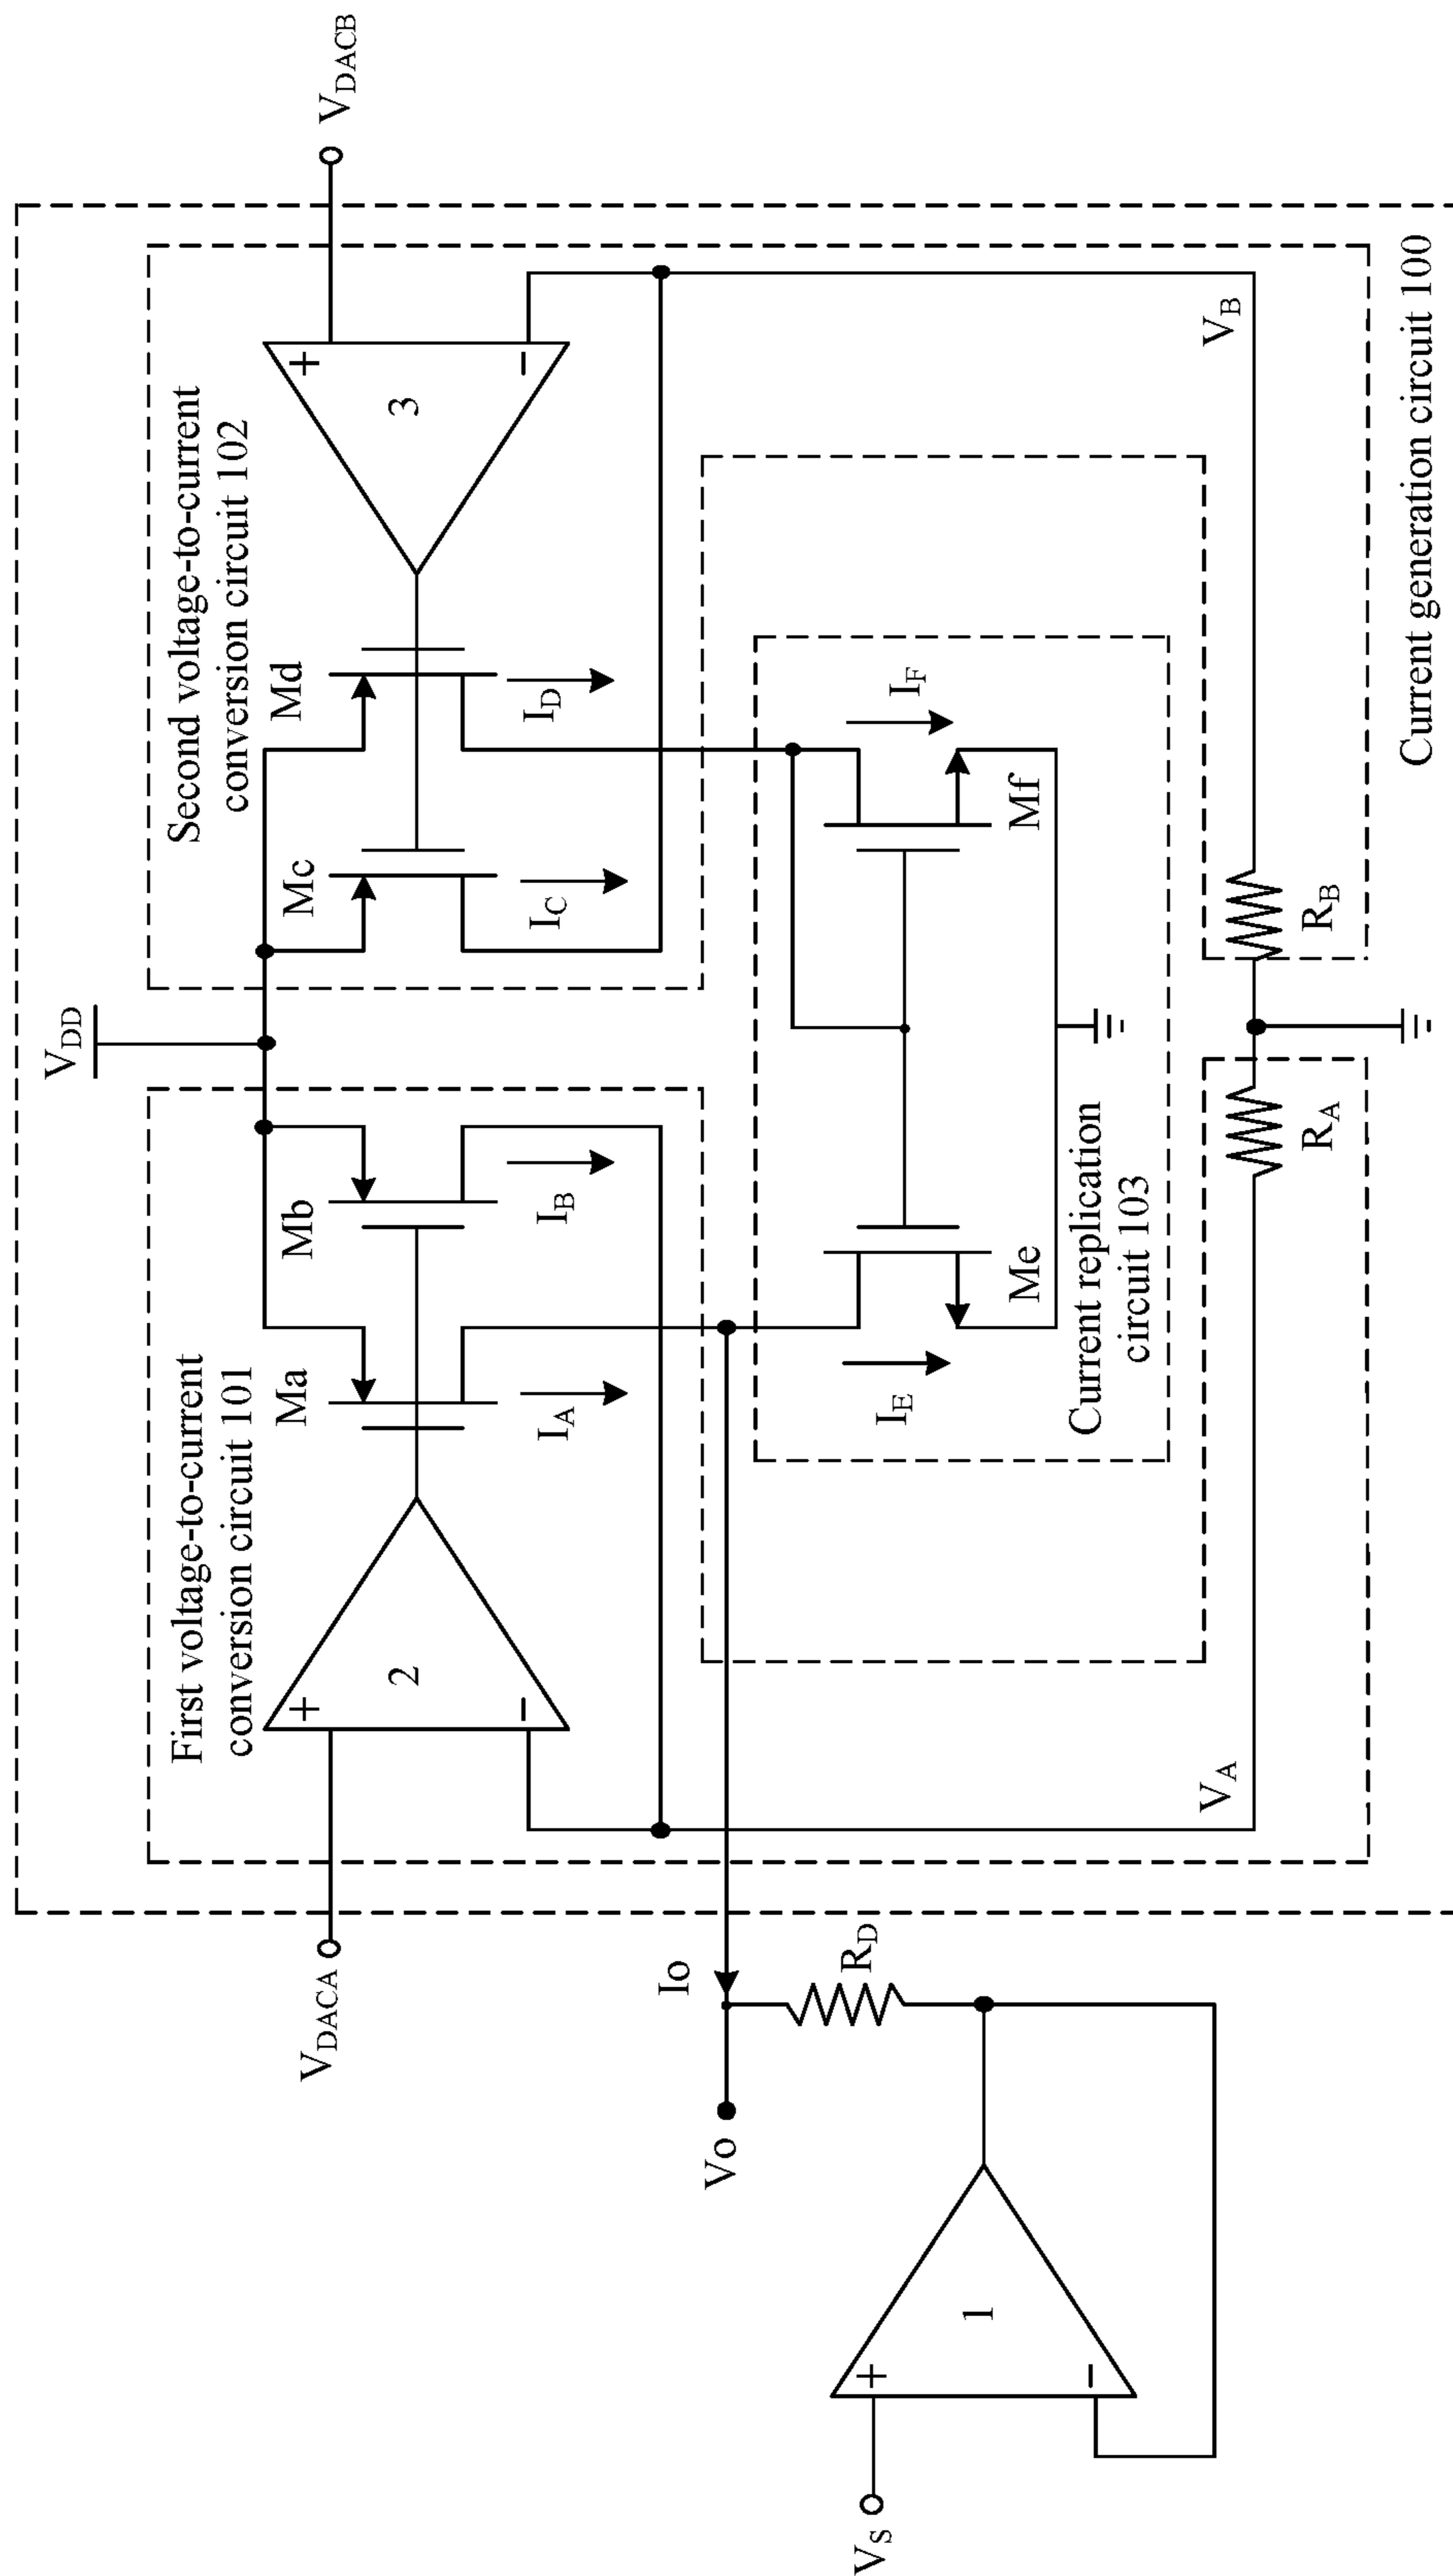 V_DD
First voltage-to-current
conversion circuit 101
Second voltage-to-current
conversion circuit 102
V_DACA
V_DACB
Ma
Mb
Mc
Md
+
−
2
+
−
3
I_A
I_B
I_C
I_D
Io
Vo
R_D
V_S
+
−
1
I_E
Me
I_F
Mf
Current replication
circuit 103
V_A
V_B
R_A
R_B
Current generation circuit 100